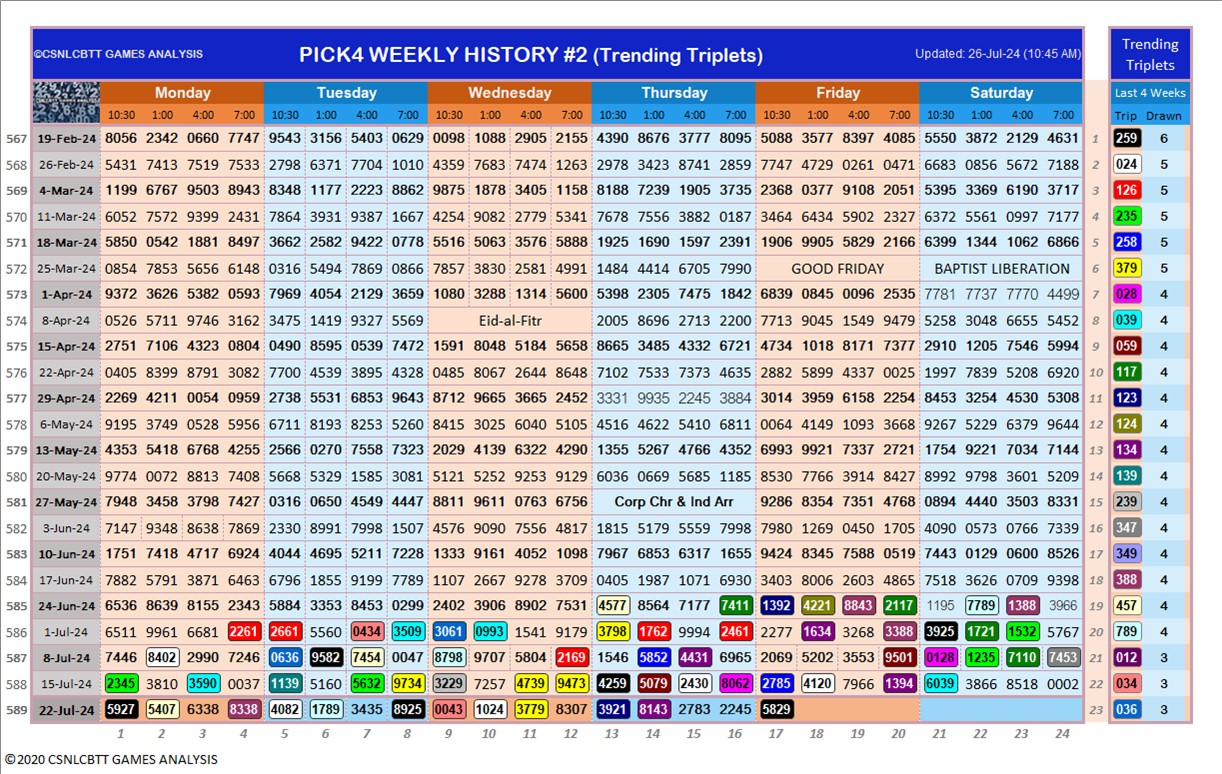 ©CSNLCBTT GAMES ANALYSIS PICK4 WEEKLY HISTORY #2 (Trending Triplets) Updated: 26-Jul-24 (10:45 AM) Trending
Triplets
Monday Tuesday Wednesday Thursday Friday Saturday Last 4 Weeks
10:30 1:00 4:00 7:00 10:30 1:00 4:00 7:00 10:30 1:00 4:00 7:00 10:30 1:00 4:00 7:00 10:30 1:00 4:00 7:00 10:30 1:00 4:00 7:00 Trip Drawn
567 19-Feb-24 8056 2342 0660 7747 9543 3156 5403 0629 0098 1088 2905 2155 4390 8676 3777 8095 5088 3577 8397 4085 5550 3872 2129 4631 1 259 6
568 26-Feb-24 5431 7413 7519 7533 2798 6371 7704 1010 4359 7683 7474 1263 2978 3423 8741 2859 7747 4729 0261 0471 6683 0856 5672 7188 2 024 5
569 4-Mar-24 1199 6767 9503 8943 8348 1177 2223 8862 9875 1878 3405 1158 8188 7239 1905 3735 2368 0377 9108 2051 5395 3369 6190 3717 3 126 5
570 11-Mar-24 6052 7572 9399 2431 7864 3931 9387 1667 4254 9082 2779 5341 7678 7556 3882 0187 3464 6434 5902 2327 6372 5561 0997 7177 4 235 5
571 18-Mar-24 5850 0542 1881 8497 3662 2582 9422 0778 5516 5063 3576 5888 1925 1690 1597 2391 1906 9905 5829 2166 6399 1344 1062 6866 5 258 5
572 25-Mar-24 0854 7853 5656 6148 0316 5494 7869 0866 7857 3830 2581 4991 1484 4414 6705 7990 GOOD FRIDAY BAPTIST LIBERATION 6 379 5
573 1-Apr-24 9372 3626 5382 0593 7969 4054 2129 3659 1080 3288 1314 5600 5398 2305 7475 1842 6839 0845 0096 2535 7781 7737 7770 4499 7 028 4
574 8-Apr-24 0526 5711 9746 3162 3475 1419 9327 5569 Eid-al-Fitr 2005 8696 2713 2200 7713 9045 1549 9479 5258 3048 6655 5452 8 039 4
575 15-Apr-24 2751 7106 4323 0804 0490 8595 0539 7472 1591 8048 5184 5658 8665 3485 4332 6721 4734 1018 8171 7377 2910 1205 7546 5994 9 059 4
576 22-Apr-24 0405 8399 8791 3082 7700 4539 3895 4328 0485 8067 2644 8648 7102 7533 7373 4635 2882 5899 4337 0025 1997 7839 5208 6920 10 117 4
577 29-Apr-24 2269 4211 0054 0959 2738 5531 6853 9643 8712 9665 3665 2452 3331 9935 2245 3884 3014 3959 6158 2254 8453 3254 4530 5308 11 123 4
578 6-May-24 9195 3749 0528 5956 6711 8193 8253 5260 8415 3025 6040 5105 4516 4622 5410 6811 0064 4149 1093 3668 9267 5229 6379 9644 12 124 4
579 13-May-24 4353 5418 6768 4255 2566 0270 7558 7323 2029 4139 6322 4290 1355 5267 4766 4352 6993 9921 7337 2721 1754 9221 7034 7144 13 134 4
580 20-May-24 9774 0072 8813 7408 5668 5329 1585 3081 0121 5252 9253 9129 6036 0669 5685 1185 8530 7766 3914 8427 8992 9798 3601 5209 14 139 4
581 27-May-24 7948 3458 3798 7427 0316 0650 4549 4447 9811 9611 0763 6756 Corp Chr & Ind Arr 9286 8354 7351 4768 0894 4440 3503 8331 15 239 4
582 3-Jun-24 7147 9348 8638 7869 2330 8991 7998 1507 4576 9090 7556 4817 1815 5179 5559 7998 7980 1269 0450 1705 4090 0573 0766 7339 16 347 4
583 10-Jun-24 1751 7418 4717 6924 4044 4695 5211 7228 1333 9161 4052 1098 7967 6853 6317 1655 9424 8345 7588 0519 7443 0129 0600 8526 17 349 4
584 17-Jun-24 7882 5791 3871 6463 6796 1855 9199 7789 1107 2667 9278 3709 0405 1987 1071 6930 3403 8006 2603 4865 7518 3626 0709 9398 18 388 4
585 24-Jun-24 6536 8639 8155 2343 5884 3353 8453 0299 2402 3906 8902 7531 4577 8564 7177 7411 1392 4221 8843 2117 1195 7789 1388 3966 19 457 4
586 1-Jul-24 6511 9961 6681 2261 2661 5560 0434 3509 3061 0993 1541 9179 3798 1762 9994 2461 2277 1634 3268 3388 3925 1721 1532 5767 20 789 4
587 8-Jul-24 7446 8402 2990 7246 0636 9582 7454 0047 8798 9707 5804 2169 1546 5852 4431 6965 2069 5202 3553 9501 0128 1235 7110 7453 21 012 3
588 15-Jul-24 2345 3810 3590 0037 1139 5160 5632 9734 3229 7257 4739 9473 4259 5079 2430 8062 2785 4120 7966 1394 6039 3866 8518 0002 22 034 3
589 22-Jul-24 5927 5407 6338 8338 4082 1789 3435 8925 0043 1024 3779 8307 3921 8143 2783 2245 5829 23 036 3
1 2 3 4 5 6 7 8 9 10 11 12 13 14 15 16 17 18 19 20 21 22 23 24
©2020 CSNLCBTT GAMES ANALYSIS